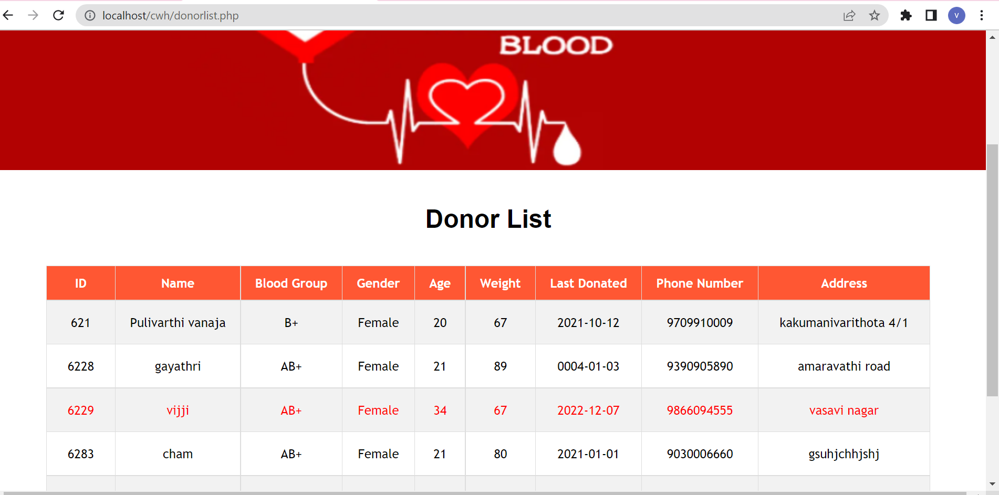 localhost/cwh/donorlist.php
V
BLOOD
Donor List
ID Name Blood Group Gender Age Weight Last Donated Phone Number Address
621 Pulivarthi vanaja B+ Female 20 67 2021-10-12 9709910009 kakumanivarithota 4/1
6228 gayathri AB+ Female 21 89 0004-01-03 9390905890 amaravathi road
6229 vijji AB+ Female 34 67 2022-12-07 9866094555 vasavi nagar
6283 cham AB+ Female 21 80 2021-01-01 9030006660 gsuhjchhjshj